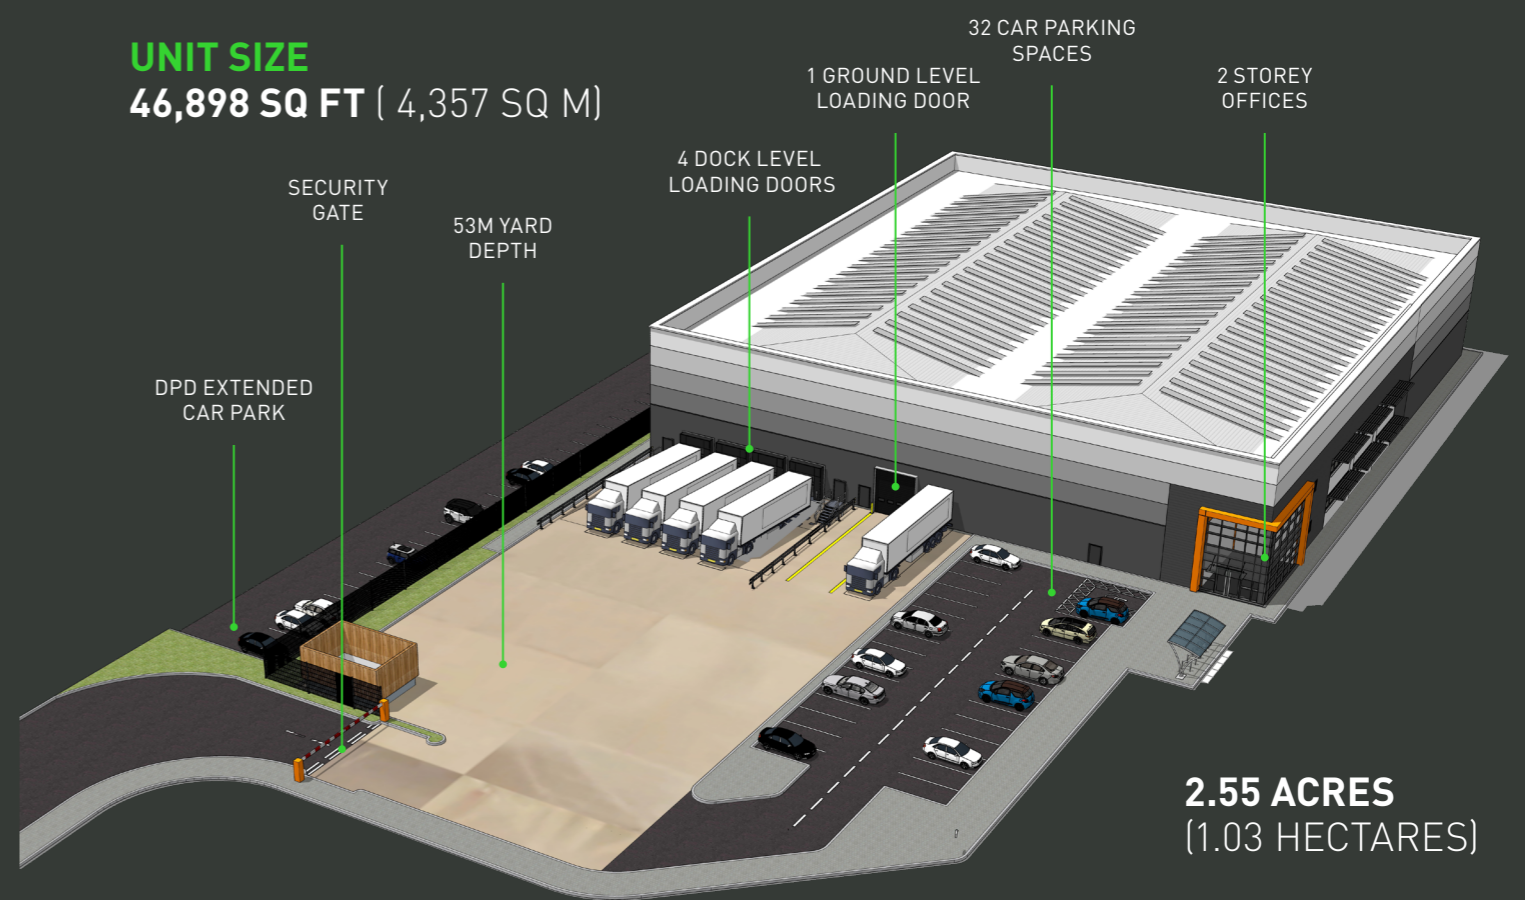 UNIT SIZE
46,898 SQ FT ( 4,357 SQ M)
32 CAR PARKING
SPACES
1 GROUND LEVEL
LOADING DOOR
2 STOREY
OFFICES
4 DOCK LEVEL
LOADING DOORS
SECURITY
GATE
53M YARD
DEPTH
DPD EXTENDED
CAR PARK
2.55 ACRES
(1.03 HECTARES)